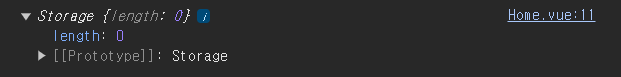 Storage {length: 0} i Home.vue:11
length: 0
[[Prototype]]: Storage